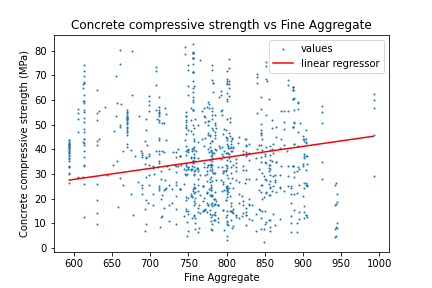 Concrete compressive strength vs Fine Aggregate
values
linear regressor
Concrete compressive strength (MPa)
80
70
60
50
40
30
20
10
0
600 650 700 750 800 850 900 950 1000
Fine Aggregate